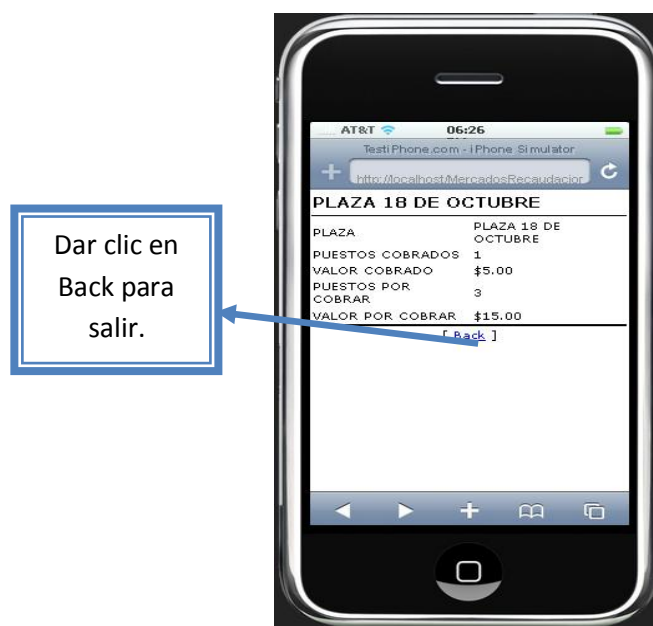 AT&T 06:26
TestiPhone.com - iPhone Simulator
http://localhost/MercadosRecaudacior
PLAZA 18 DE OCTUBRE
PLAZA PLAZA 18 DE
OCTUBRE
PUESTOS COBRADOS 1
VALOR COBRADO $5.00
PUESTOS POR
COBRAR 3
VALOR POR COBRAR $15.00
[ Back ]
Dar clic en
Back para
salir.